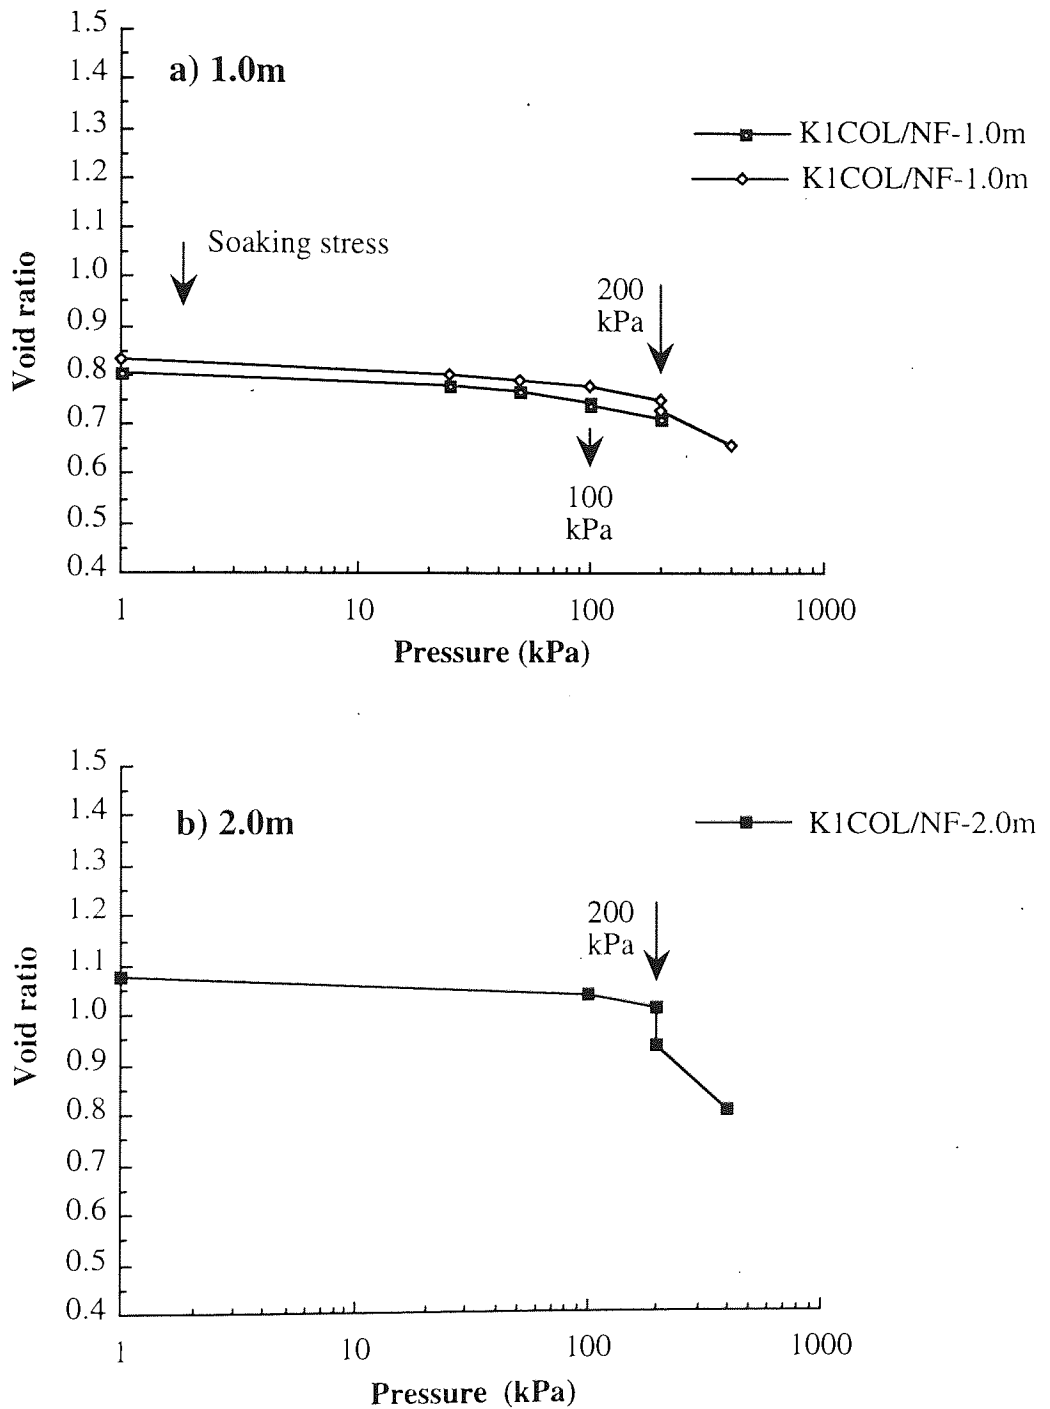 1.5
1.4
a) 1.0m
1.3
K1COL/NF-1.0m
1.2
K1COL/NF-1.0m
1.1
Soaking stress
1.0
200
kPa
0.9
0.8
0.7
0.6
100
kPa
0.5
0.4
Void ratio
1 10 100 1000
Pressure (kPa)
1.5
1.4
b) 2.0m
K1COL/NF-2.0m
1.3
1.2
200
kPa
1.1
1.0
0.9
0.8
0.7
0.6
0.5
0.4
Void ratio
1 10 100 1000
Pressure (kPa)